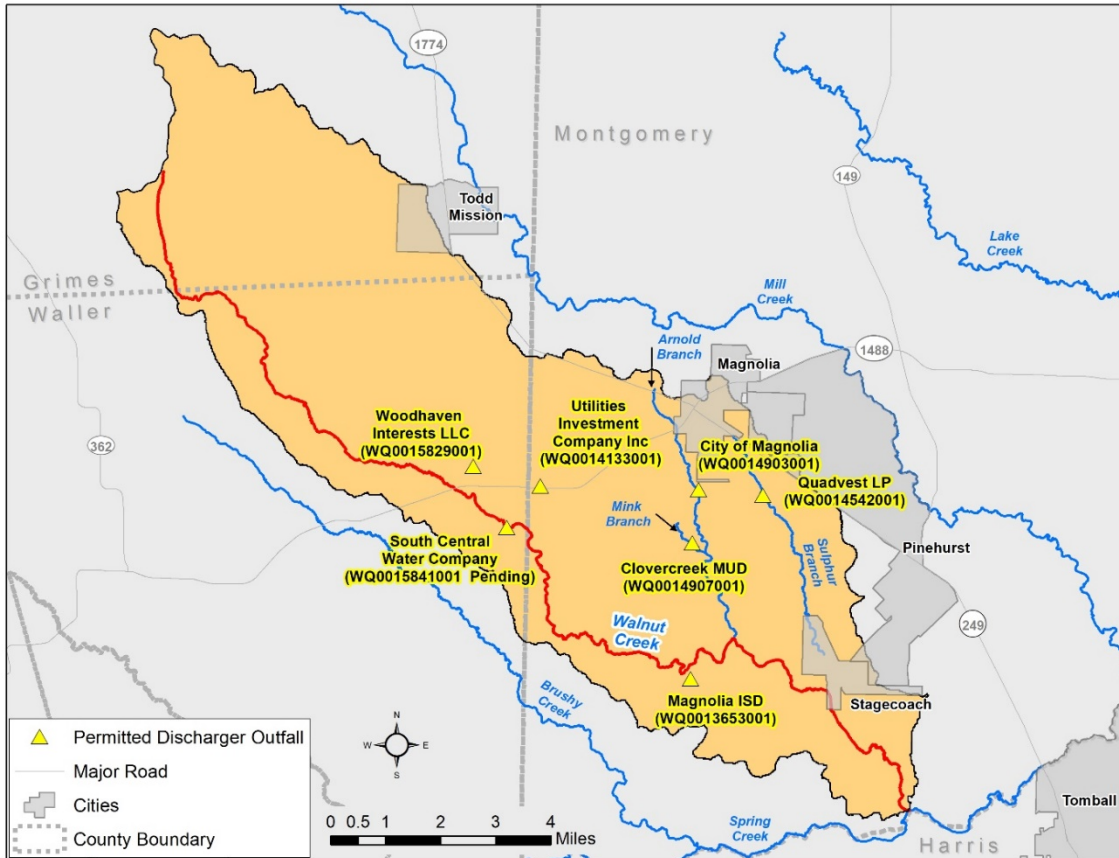 1774
Montgomery
149
Todd
Mission
Lake
Creek
Grimes
Waller
Mill
Creek
Arnold
Branch
1488
Magnolia
Woodhaven
Interests LLC
(WQ0015829001)
Utilities
Investment
Company Inc
(WQ0014133001)
City of Magnolia
(WQ0014903001)
362
Quadvest LP
(WQ0014542001)
Mink
Branch
South Central
Water Company
(WQ0015841001 Pending)
Clovercreek MUD
(WQ0014907001)
Sulphur
Branch
Pinehurst
Walnut
Creek
249
Brushy
Creek
Magnolia ISD
(WQ0013653001)
Stagecoach
Permitted Discharger Outfall
Major Road
Cities
County Boundary
N
W
E
S
0 0.5 1 2 3 4
Miles
Spring
Creek
Tomball
Harris